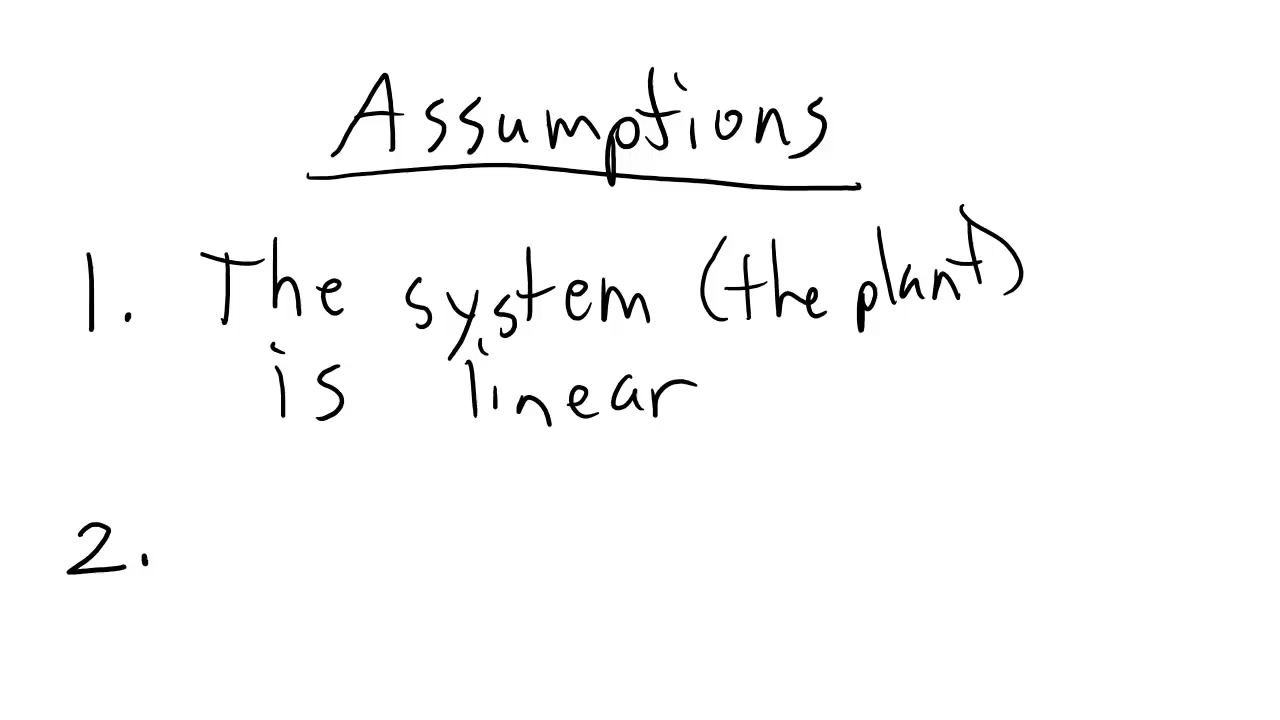 Assumptions
1. The system (the plant)
is linear
2.